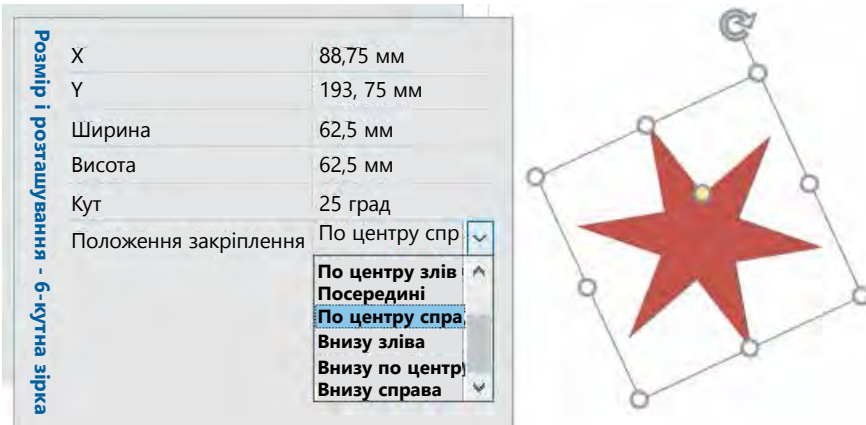 Розмір і розташування - 6-кутна зірка
X 88,75 мм
Y 193, 75 мм
Ширина 62,5 мм
Висота 62,5 мм
Кут 25 град
Положення закріплення По центру спр
По центру злів
Посередині
По центру спра
Внизу зліва
Внизу по центр
Внизу справа